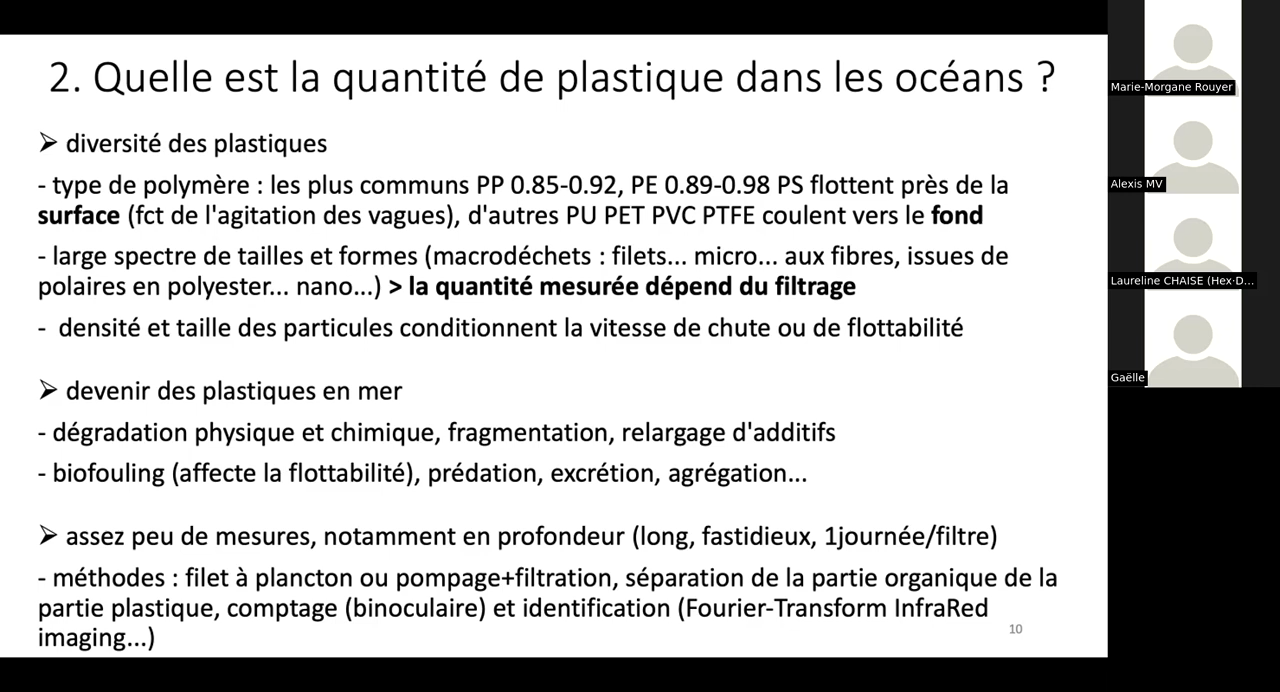 2. Quelle est la quantité de plastique dans les océans ?
➢ diversité des plastiques
- type de polymère : les plus communs PP 0.85-0.92, PE 0.89-0.98 PS flottent près de la
surface (fct de l'agitation des vagues), d'autres PU PET PVC PTFE coulent vers le fond
- large spectre de tailles et formes (macrodéchets : filets... micro... aux fibres, issues de
polaires en polyester... nano...) > la quantité mesurée dépend du filtrage
- densité et taille des particules conditionnent la vitesse de chute ou de flottabilité
➢ devenir des plastiques en mer
- dégradation physique et chimique, fragmentation, relargage d'additifs
- biofouling (affecte la flottabilité), prédation, excrétion, agrégation...
➢ assez peu de mesures, notamment en profondeur (long, fastidieux, 1journée/filtre)
- méthodes : filet à plancton ou pompage+filtration, séparation de la partie organique de la
partie plastique, comptage (binoculaire) et identification (Fourier-Transform InfraRed
imaging...)
10
Marie-Morgane Rouyer
Alexis MV
Laureline CHAISE (Hex·D...
Gaëlle